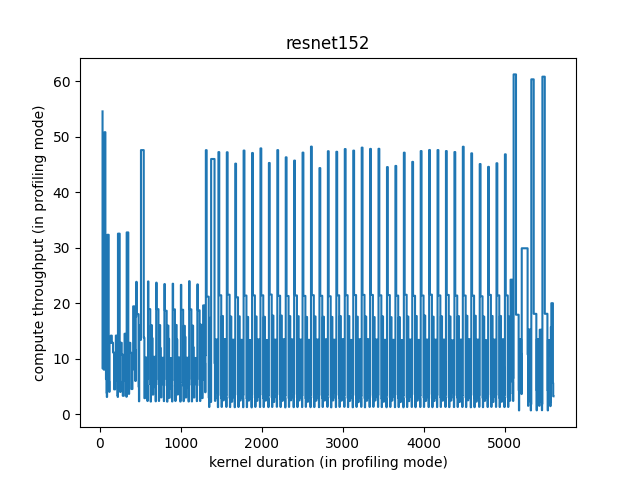 resnet152
compute throughput (in profiling mode)
60
50
40
30
20
10
0
0 1000 2000 3000 4000 5000
kernel duration (in profiling mode)